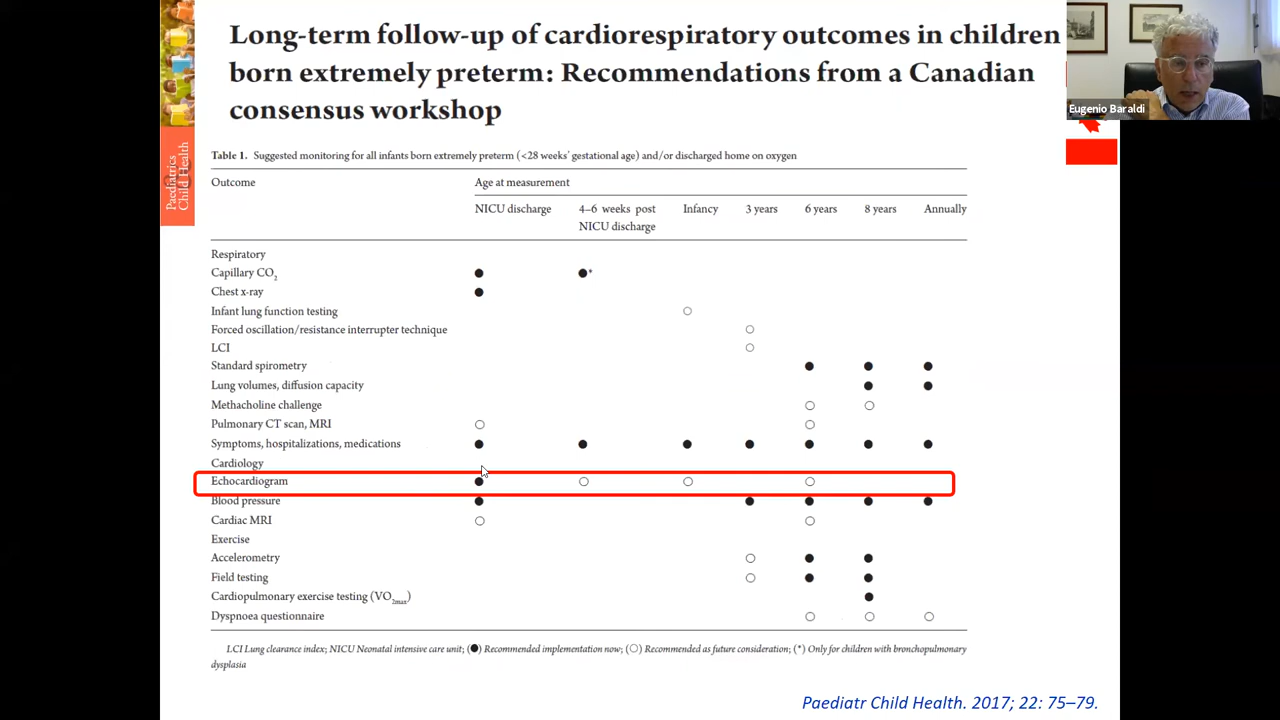 Long-term follow-up of cardiorespiratory outcomes in children
born extremely preterm: Recommendations from a Canadian
consensus workshop
Eugenio Baraldi
Paediatrics
Child Health
Table 1. Suggested monitoring for all infants born extremely preterm (<28 weeks' gestational age) and/or discharged home on oxygen
Outcome Age at measurement
NICU discharge 4–6 weeks post NICU discharge Infancy 3 years 6 years 8 years Annually
Respiratory
Capillary CO₂ ● ●*
Chest x-ray ●
Infant lung function testing ○
Forced oscillation/resistance interrupter technique ○
LCI ○
Standard spirometry ● ● ●
Lung volumes, diffusion capacity ● ●
Methacholine challenge ○ ○
Pulmonary CT scan, MRI ○ ○
Symptoms, hospitalizations, medications ● ● ● ● ● ● ●
Cardiology
Echocardiogram ● ○ ○ ○
Blood pressure ● ● ● ● ●
Cardiac MRI ○ ○
Exercise
Accelerometry ○ ● ●
Field testing ○ ● ●
Cardiopulmonary exercise testing (VO₂max) ●
Dyspnoea questionnaire ○ ○ ○
LCI Lung clearance index; NICU Neonatal intensive care unit; (●) Recommended implementation now; (○) Recommended as future consideration; (*) Only for children with bronchopulmonary
dysplasia
Paediatr Child Health. 2017; 22: 75–79.